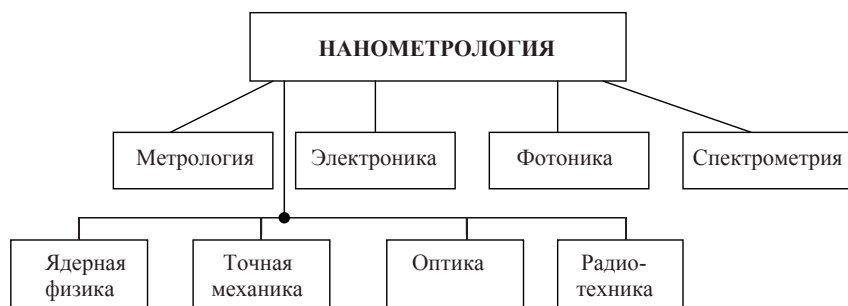 НАНОМЕТРОЛОГИЯ
Метрология
Электроника
Фотоника
Спектрометрия
Ядерная
физика
Точная
механика
Оптика
Радио-
техника